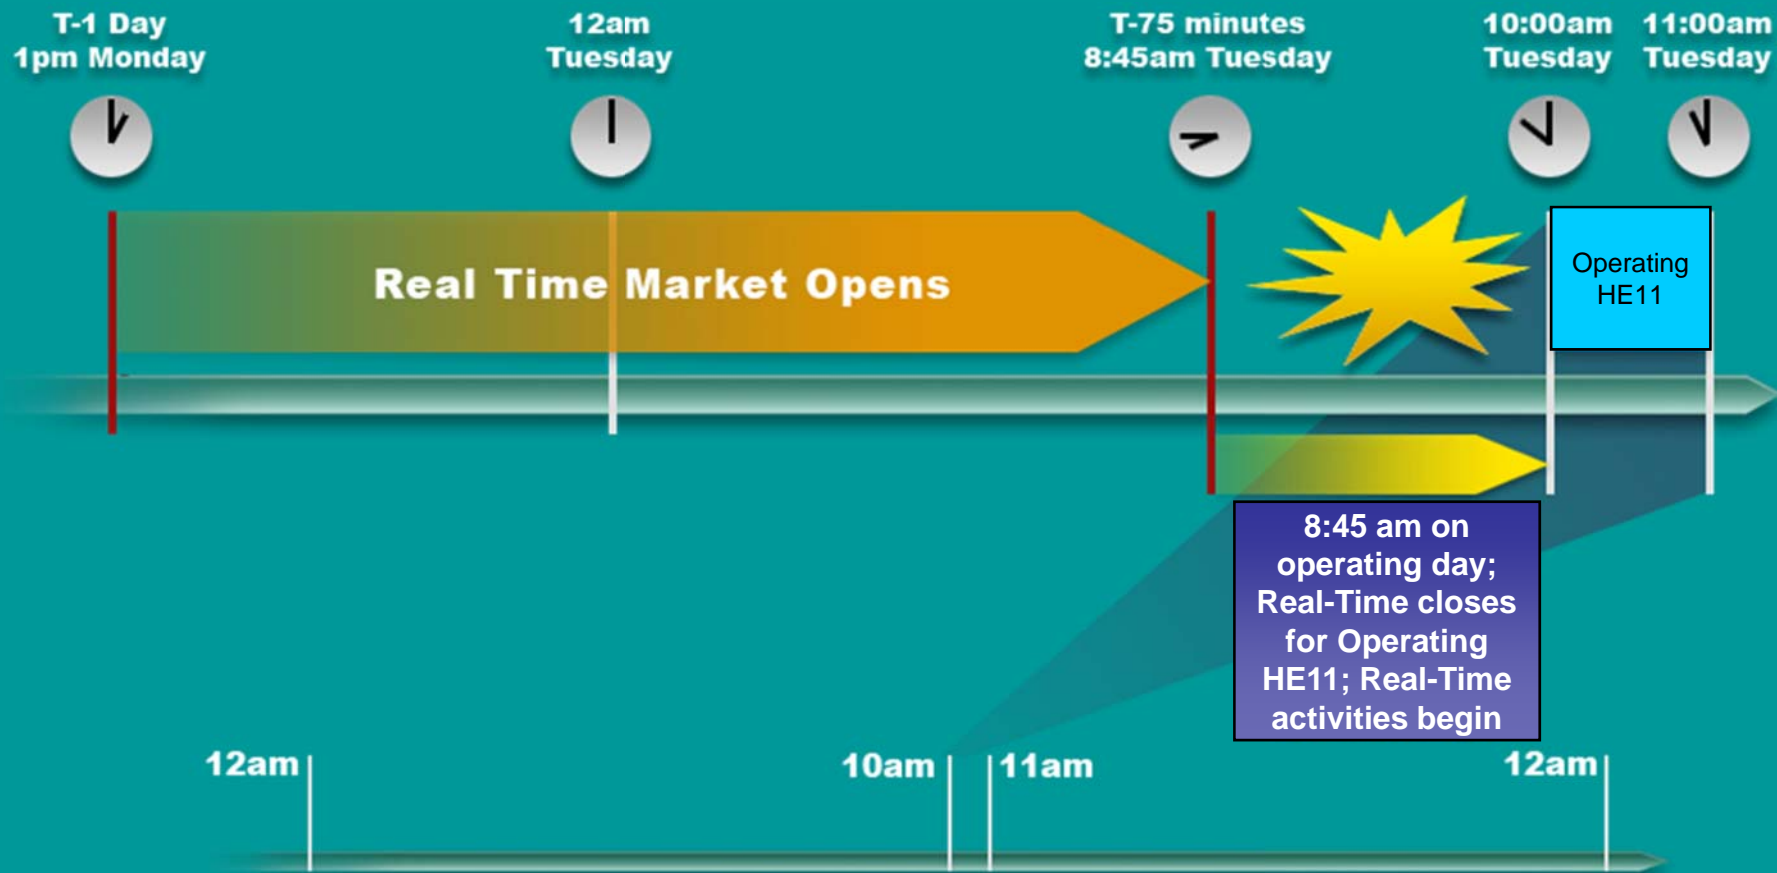 T-1 Day
1pm Monday
12am
Tuesday
T-75 minutes
8:45am Tuesday
10:00am
Tuesday
11:00am
Tuesday
Real Time Market Opens
Operating
HE11
8:45 am on
operating day;
Real-Time closes
for Operating
HE11; Real-Time
activities begin
12am
10am
11am
12am